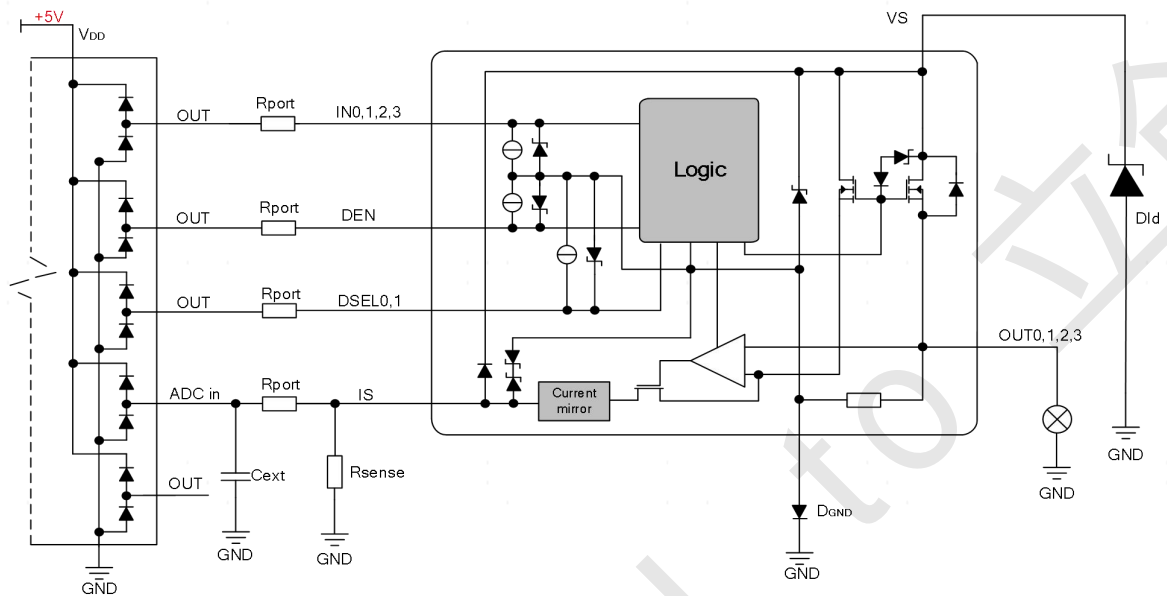 +5V
VDD
VS
OUT
Rport
IN0,1,2,3
Logic
OUT
Rport
DEN
Dld
OUT
Rport
DSEL0,1
OUT0,1,2,3
ADC in
Rport
IS
Current
mirror
OUT
Cext
Rsense
DGND
GND
GND
GND
GND
GND
GND
to 立